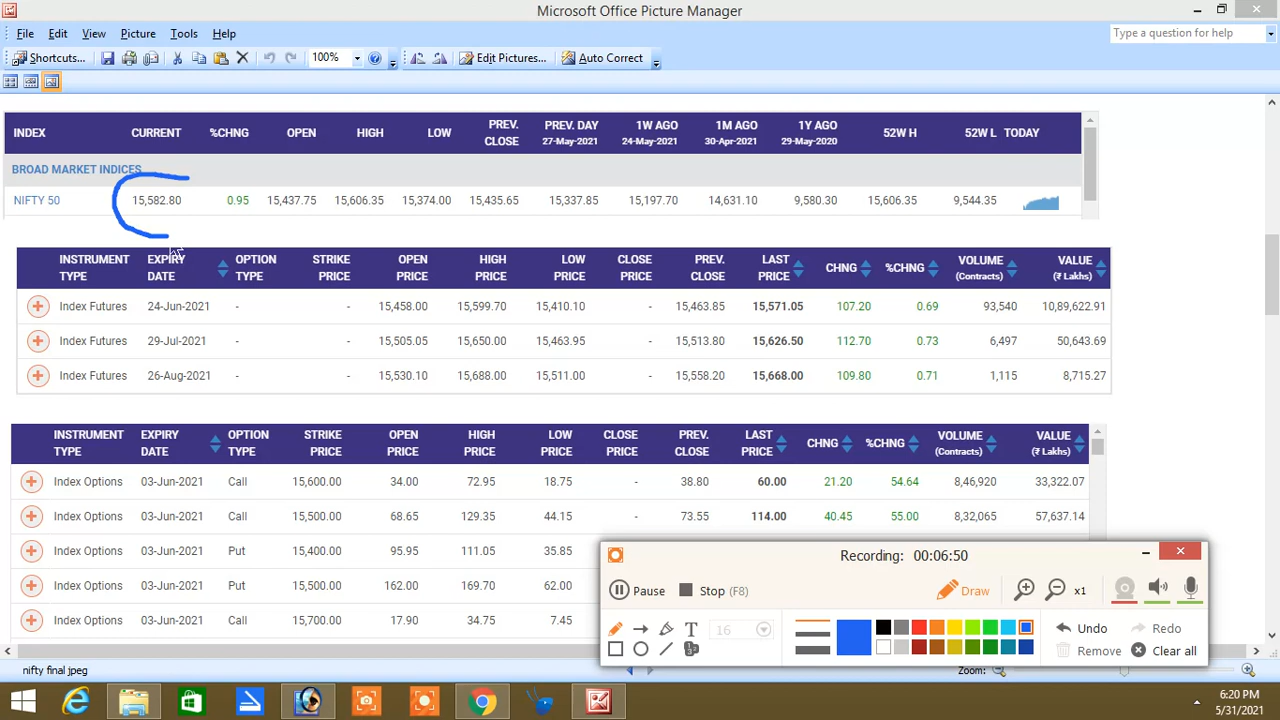 Microsoft Office Picture Manager
File Edit View Picture Tools Help
Type a question for help
Shortcuts... 100% Edit Pictures... Auto Correct
INDEX CURRENT %CHNG OPEN HIGH LOW PREV. CLOSE PREV. DAY 27-May-2021 1W AGO 24-May-2021 1M AGO 30-Apr-2021 1Y AGO 29-May-2020 52W H 52W L TODAY
BROAD MARKET INDICES
NIFTY 50 15,582.80 0.95 15,437.75 15,606.35 15,374.00 15,435.65 15,337.85 15,197.70 14,631.10 9,580.30 15,606.35 9,544.35
INSTRUMENT TYPE EXPIRY DATE OPTION TYPE STRIKE PRICE OPEN PRICE HIGH PRICE LOW PRICE CLOSE PRICE PREV. CLOSE LAST PRICE CHNG %CHNG VOLUME (Contracts) VALUE (₹ Lakhs)
Index Futures 24-Jun-2021 - - 15,458.00 15,599.70 15,410.10 - 15,463.85 15,571.05 107.20 0.69 93,540 10,89,622.91
Index Futures 29-Jul-2021 - - 15,505.05 15,650.00 15,463.95 - 15,513.80 15,626.50 112.70 0.73 6,497 50,643.69
Index Futures 26-Aug-2021 - - 15,530.10 15,688.00 15,511.00 - 15,558.20 15,668.00 109.80 0.71 1,115 8,715.27
INSTRUMENT TYPE EXPIRY DATE OPTION TYPE STRIKE PRICE OPEN PRICE HIGH PRICE LOW PRICE CLOSE PRICE PREV. CLOSE LAST PRICE CHNG %CHNG VOLUME (Contracts) VALUE (₹ Lakhs)
Index Options 03-Jun-2021 Call 15,600.00 34.00 72.95 18.75 - 38.80 60.00 21.20 54.64 8,46,920 33,322.07
Index Options 03-Jun-2021 Call 15,500.00 68.65 129.35 44.15 - 73.55 114.00 40.45 55.00 8,32,065 57,637.14
Index Options 03-Jun-2021 Put 15,400.00 95.95 111.05 35.85
Index Options 03-Jun-2021 Put 15,500.00 162.00 169.70 62.00
Index Options 03-Jun-2021 Call 15,700.00 17.90 34.75 7.45
Recording: 00:06:50
Pause Stop (F8) Draw x1
T 16 Undo Redo
Remove Clear all
nifty final jpeg Zoom:
6:20 PM
5/31/2021